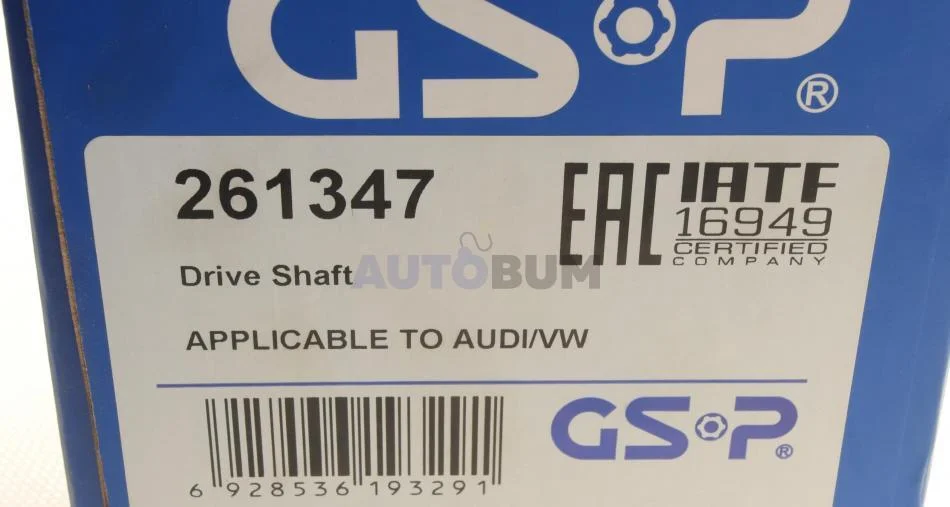 GSP®
261347
EAC
IATF
16949
CERTIFIED
COMPANY
Drive Shaft
AUTOBUM
APPLICABLE TO AUDI/VW
GSP®
6 928536 193291